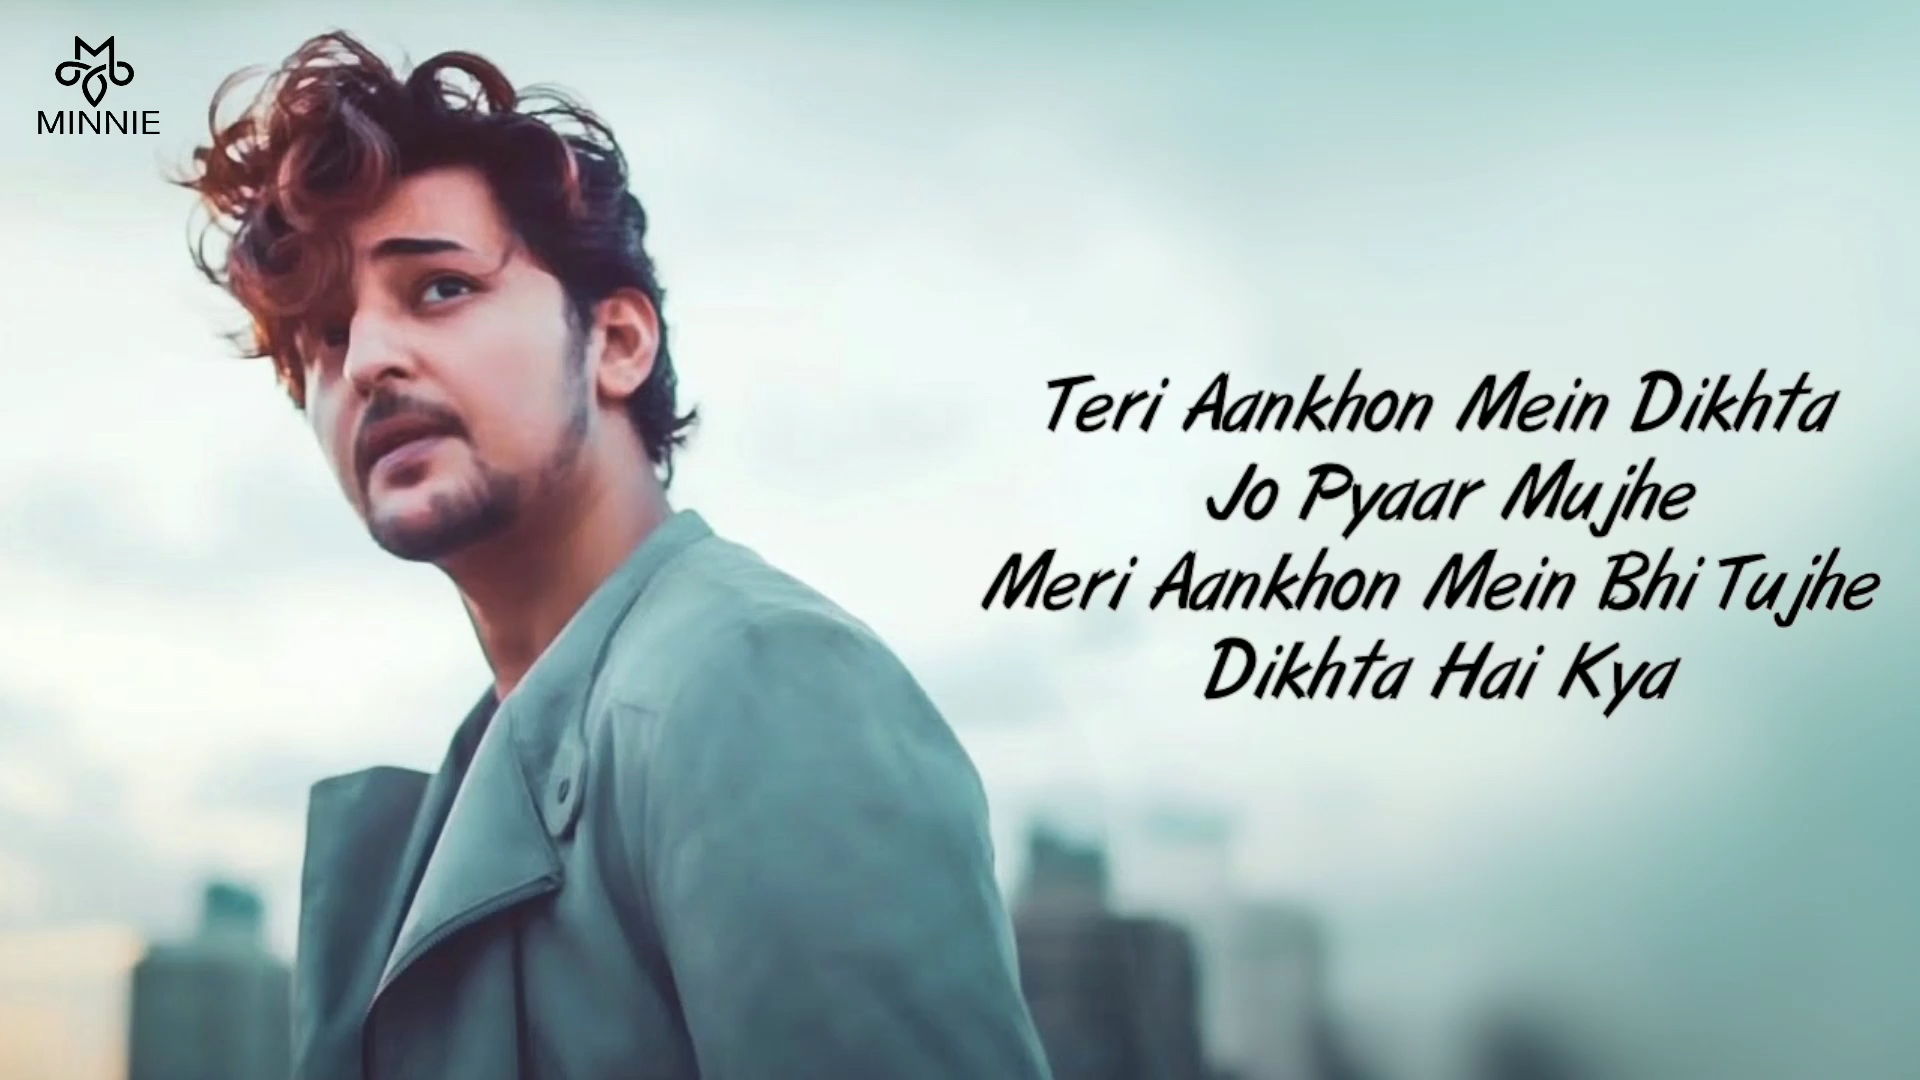 MINNIE
Teri Aankhon Mein Dikhta
Jo Pyaar Mujhe
Meri Aankhon Mein Bhi Tujhe
Dikhta Hai Kya